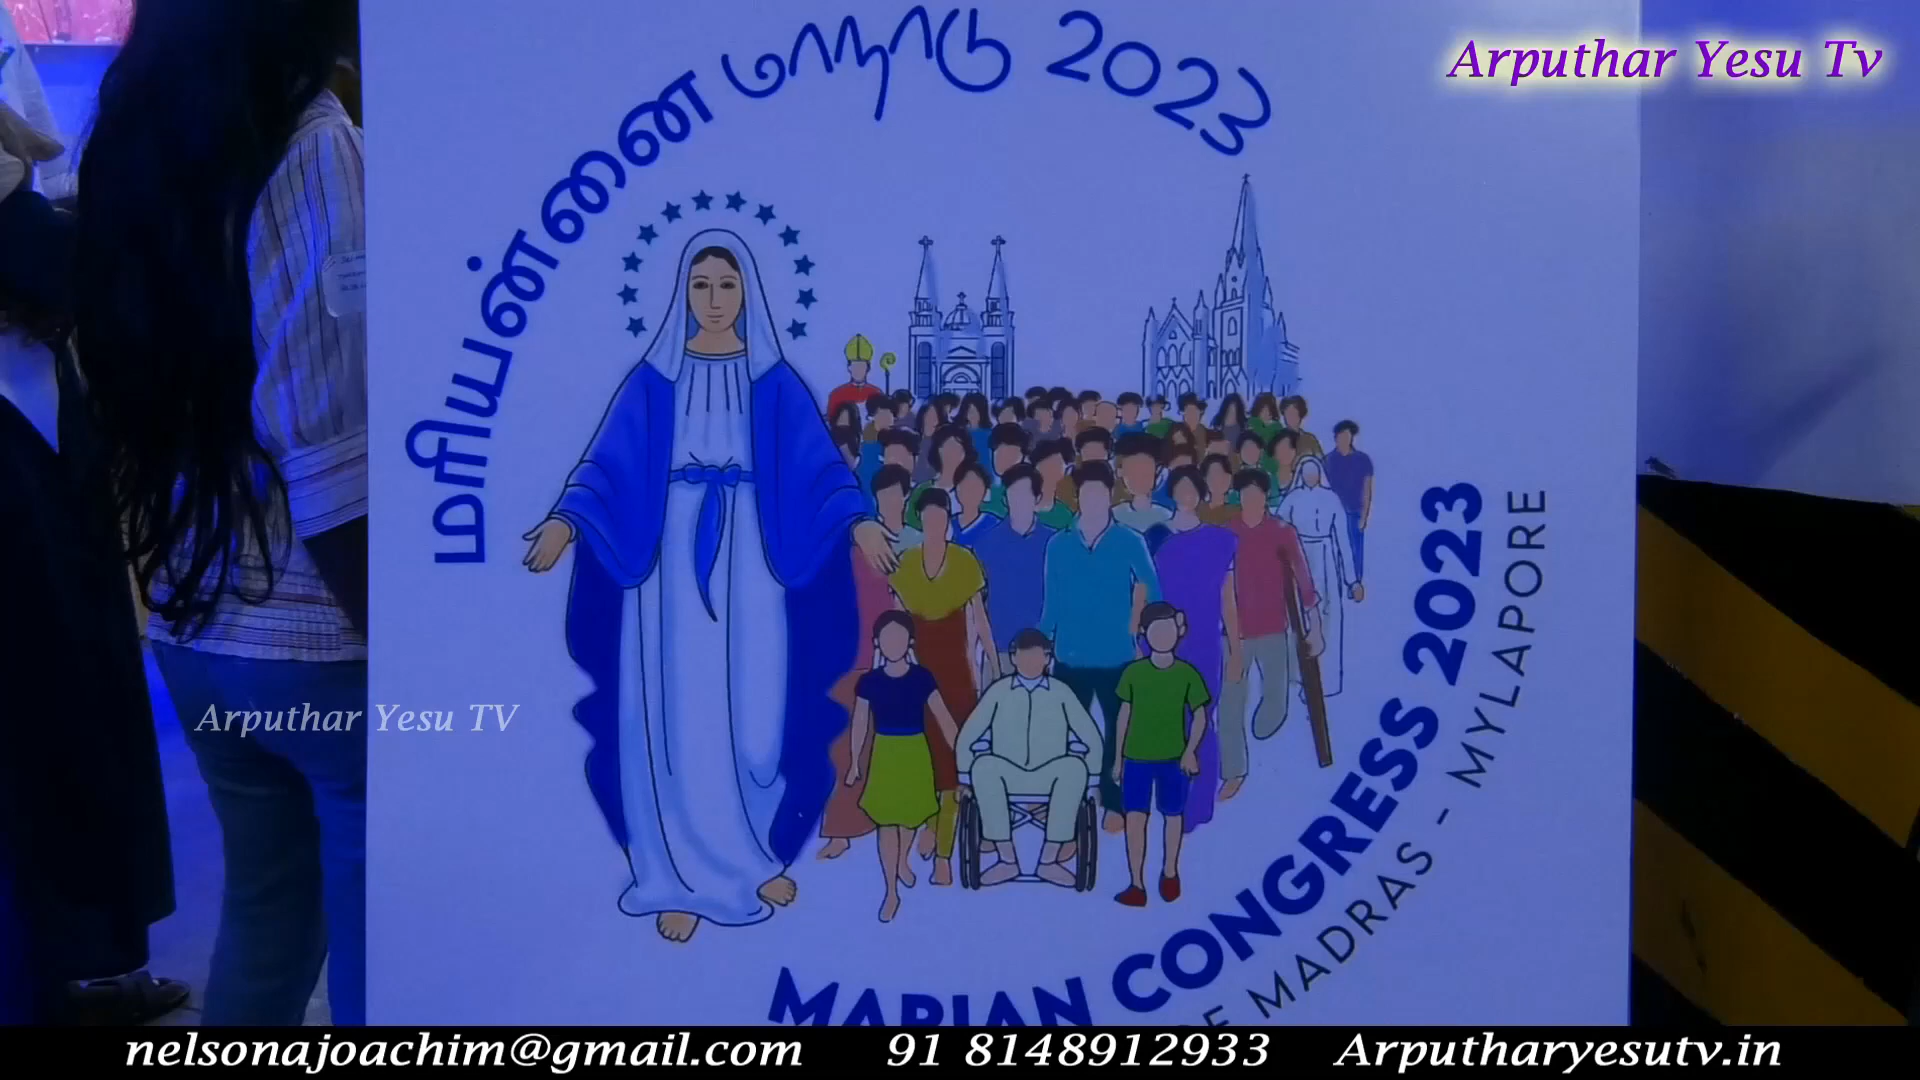 மரியன்னை மாநாடு 2023
Arputhar Yesu Tv
MARIAN CONGRESS 2023
OF MADRAS - MYLAPORE
Arputhar Yesu TV
nelsonajoachim@gmail.com 91 8148912933 Arputharyesutv.in